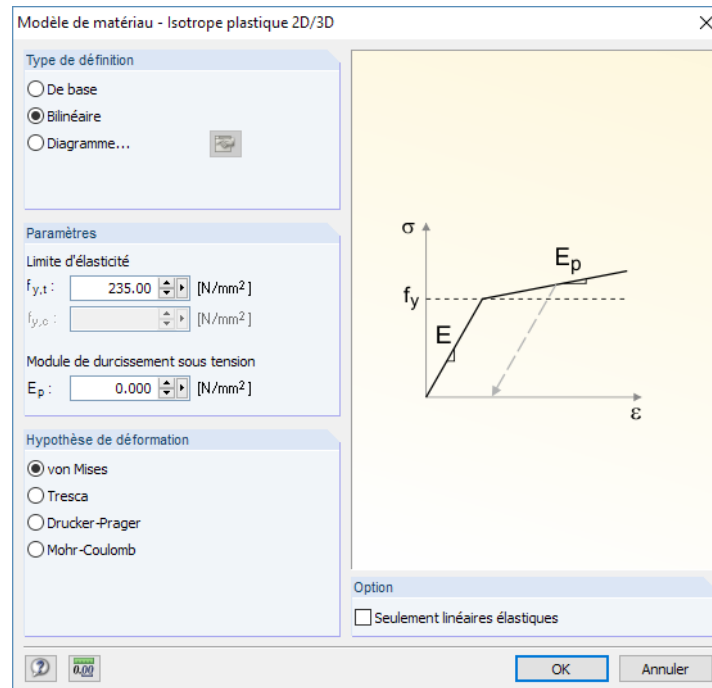 Modèle de matériau - Isotrope plastique 2D/3D
Type de définition
De base
Bilinéaire
Diagramme...
Paramètres
Limite d'élasticité
fy,t : 235.00 [N/mm²]
fy,c : [N/mm²]
Module de durcissement sous tension
Ep : 0.000 [N/mm²]
Hypothèse de déformation
von Mises
Tresca
Drucker-Prager
Mohr-Coulomb
σ
Ep
fy
E
ε
Option
Seulement linéaires élastiques
0.00
OK
Annuler